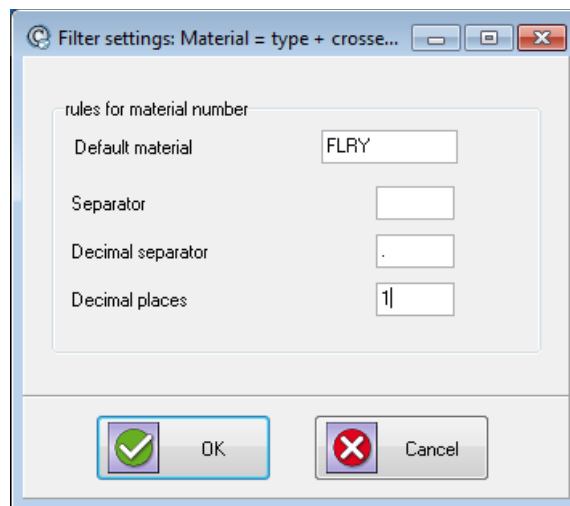 Filter settings: Material = type + crosse...
rules for material number
Default material FLRY
Separator
Decimal separator .
Decimal places 1
OK Cancel